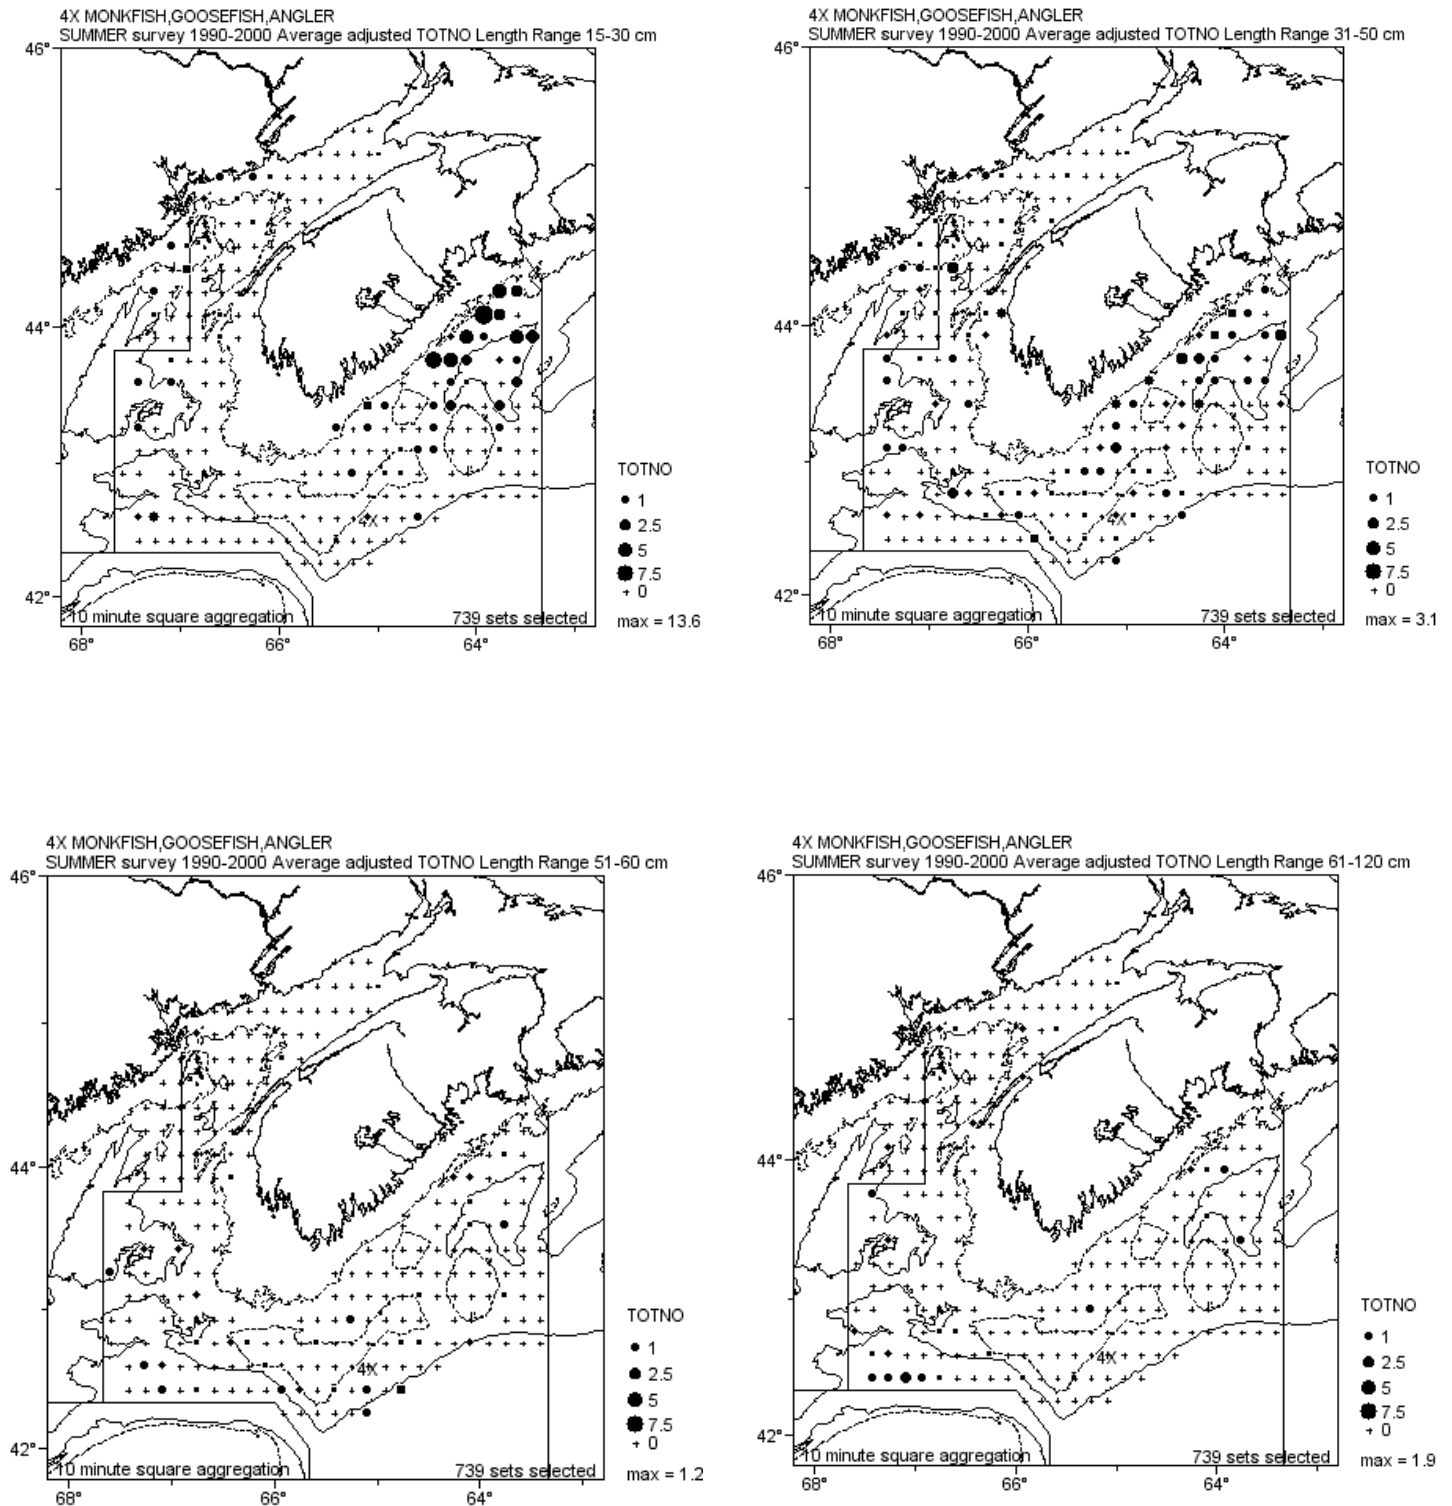 4X MONKFISH,GOOSEFISH,ANGLER
SUMMER survey 1990-2000 Average adjusted TOTNO Length Range 15-30 cm
46°
44°
42°
68°
66°
64°
4X
10 minute square aggregation
739 sets selected
TOTNO
1
2.5
5
7.5
0
max = 13.6
4X MONKFISH,GOOSEFISH,ANGLER
SUMMER survey 1990-2000 Average adjusted TOTNO Length Range 31-50 cm
46°
44°
42°
68°
66°
64°
4X
10 minute square aggregation
739 sets selected
TOTNO
1
2.5
5
7.5
0
max = 3.1
4X MONKFISH,GOOSEFISH,ANGLER
SUMMER survey 1990-2000 Average adjusted TOTNO Length Range 51-60 cm
46°
44°
42°
68°
66°
64°
4X
10 minute square aggregation
739 sets selected
TOTNO
1
2.5
5
7.5
0
max = 1.2
4X MONKFISH,GOOSEFISH,ANGLER
SUMMER survey 1990-2000 Average adjusted TOTNO Length Range 61-120 cm
46°
44°
42°
68°
66°
64°
4X
10 minute square aggregation
739 sets selected
TOTNO
1
2.5
5
7.5
0
max = 1.9